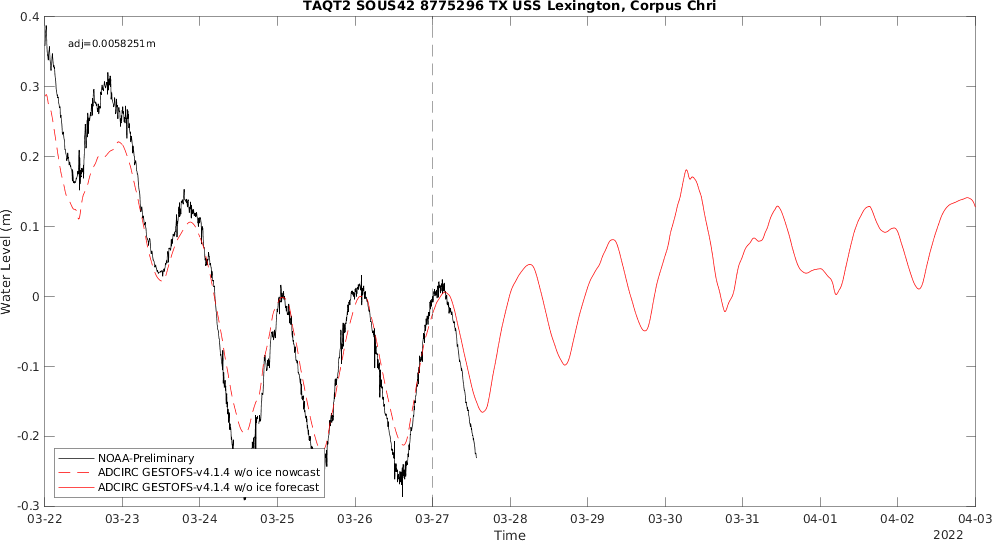 TAQT2 SOUS42 8775296 TX USS Lexington, Corpus Chri
adj=0.0058251m
0.4
0.3
0.2
0.1
0
-0.1
-0.2
-0.3
Water Level (m)
NOAA-Preliminary
ADCIRC GESTOFS-v4.1.4 w/o ice nowcast
ADCIRC GESTOFS-v4.1.4 w/o ice forecast
03-22 03-23 03-24 03-25 03-26 03-27 03-28 03-29 03-30 03-31 04-01 04-02 04-03
Time
2022